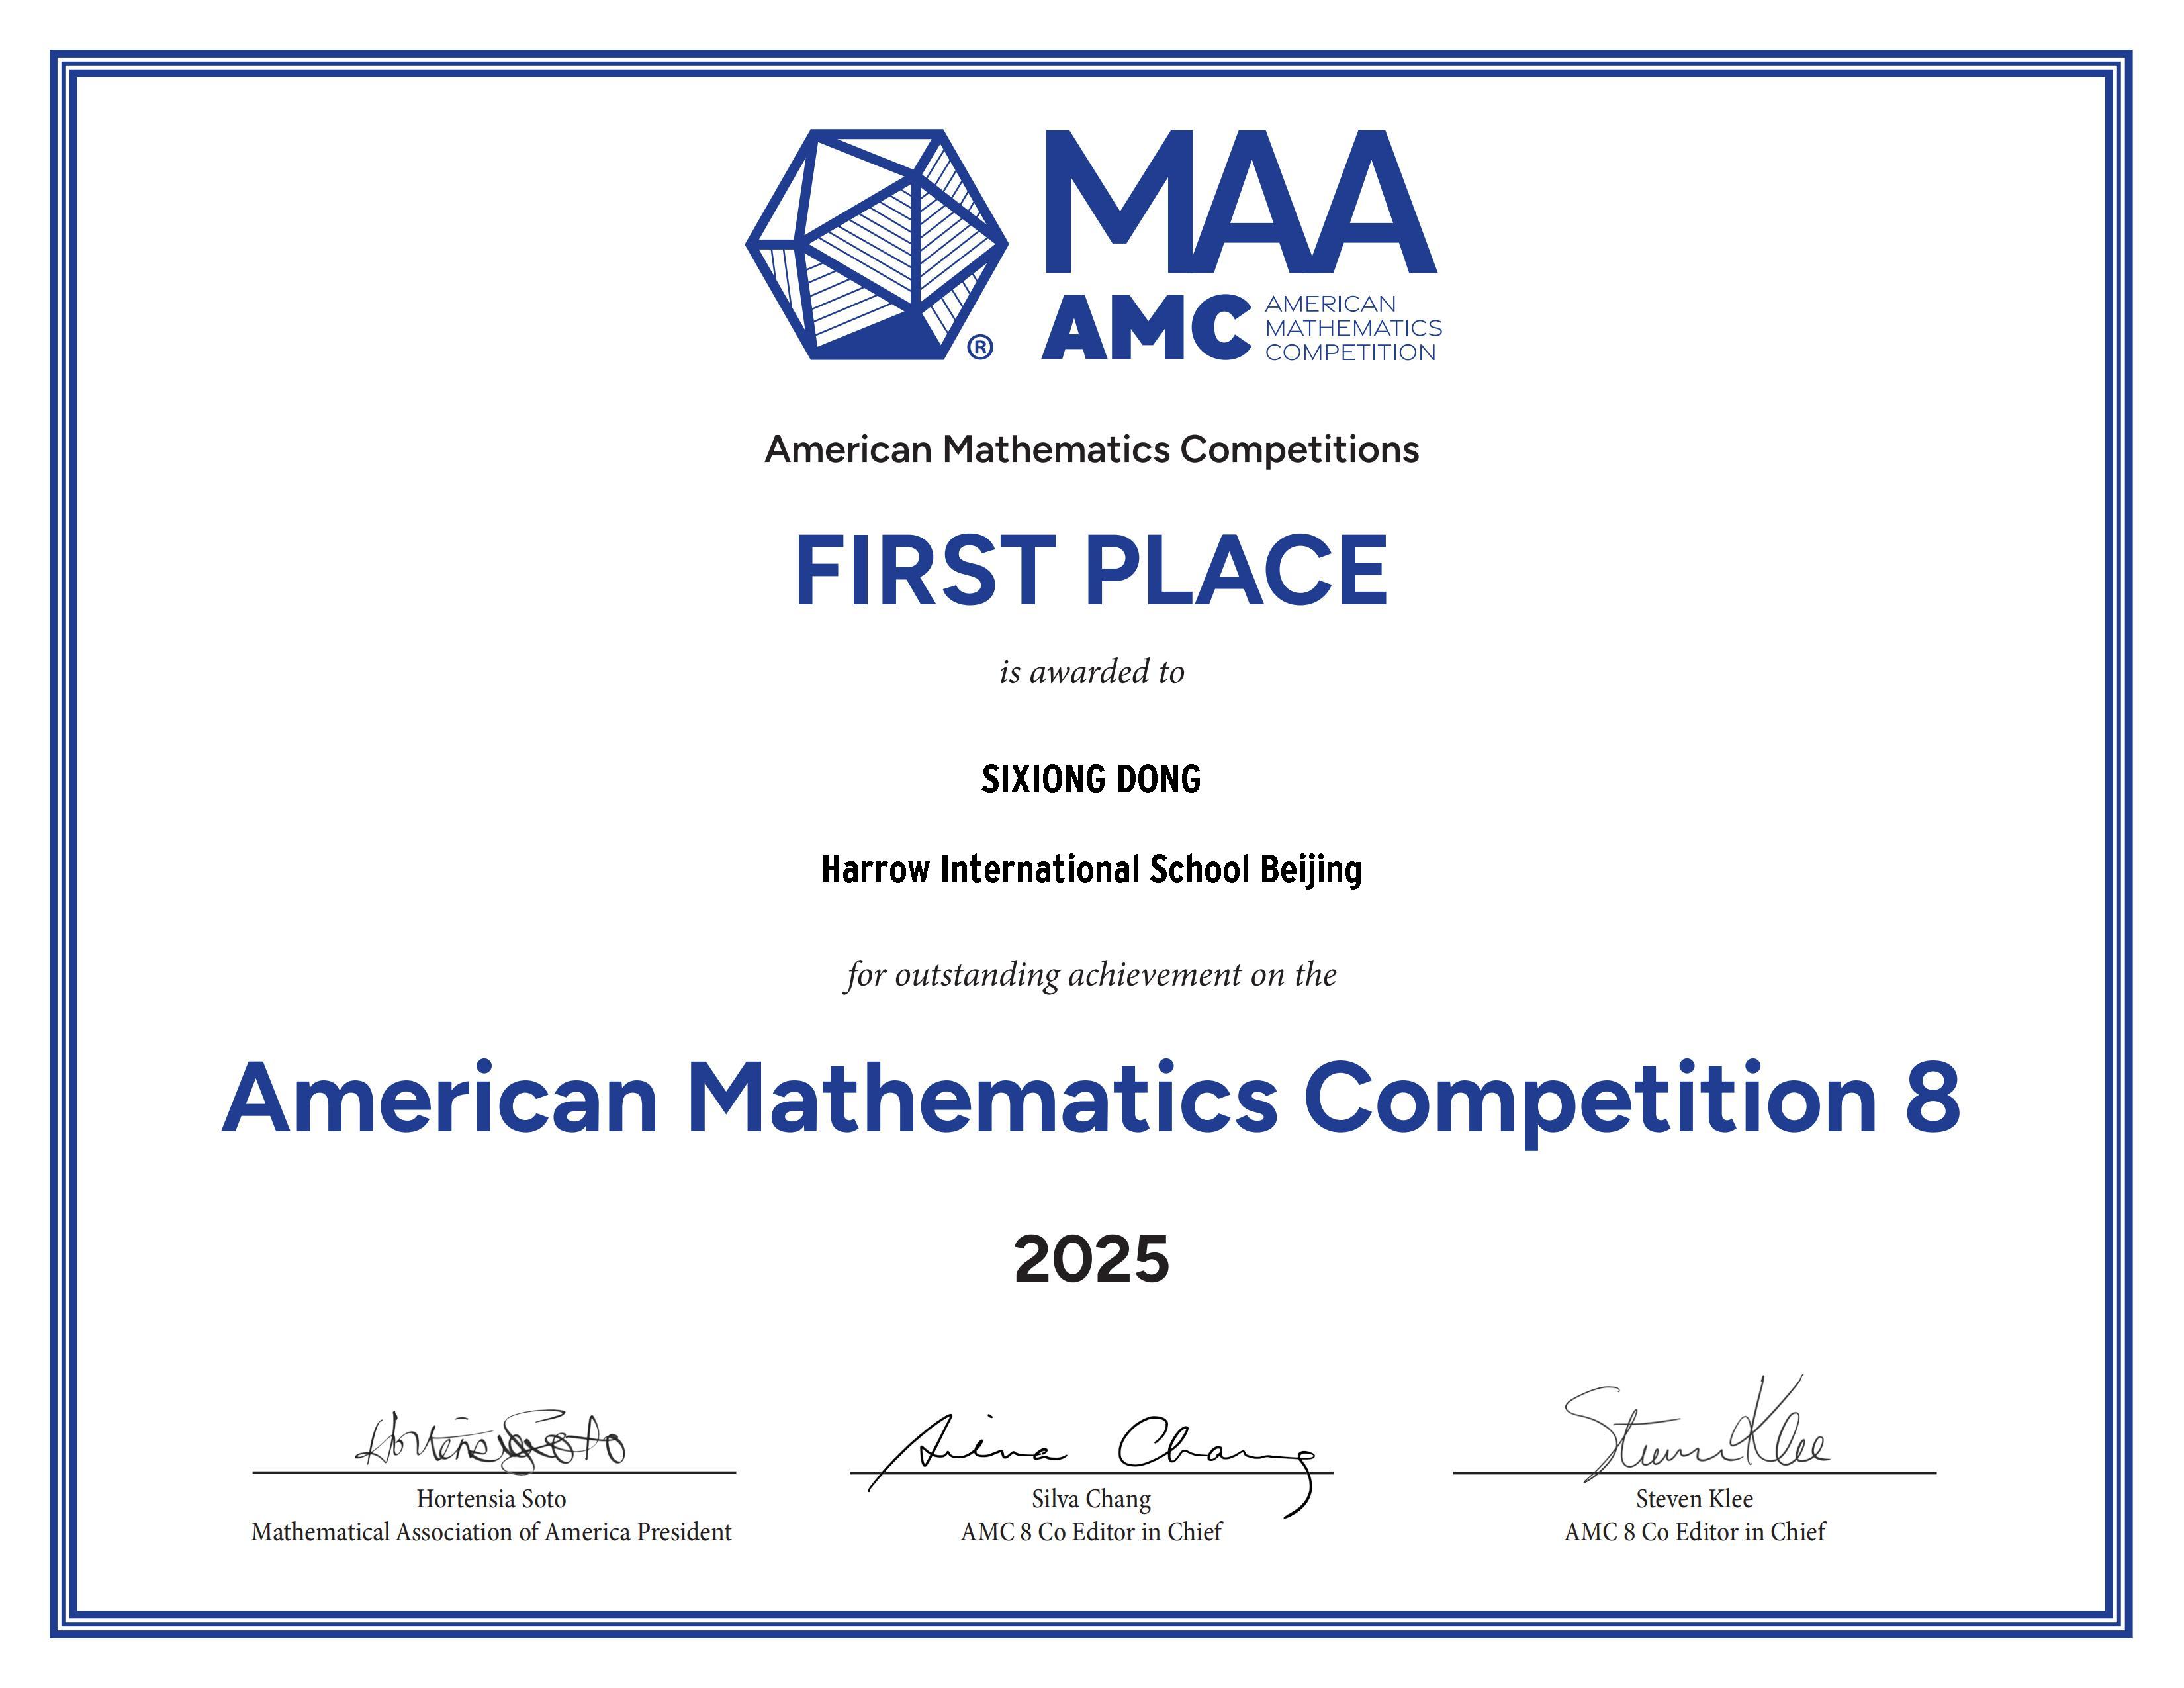 MAA
AMC
AMERICAN
MATHEMATICS
COMPETITION
®
American Mathematics Competitions
FIRST PLACE
is awarded to
SIXIONG DONG
Harrow International School Beijing
for outstanding achievement on the
American Mathematics Competition 8
2025
Hortensia Soto
Silva Chang
Steven Klee
Hortensia Soto
Mathematical Association of America President
Silva Chang
AMC 8 Co Editor in Chief
Steven Klee
AMC 8 Co Editor in Chief